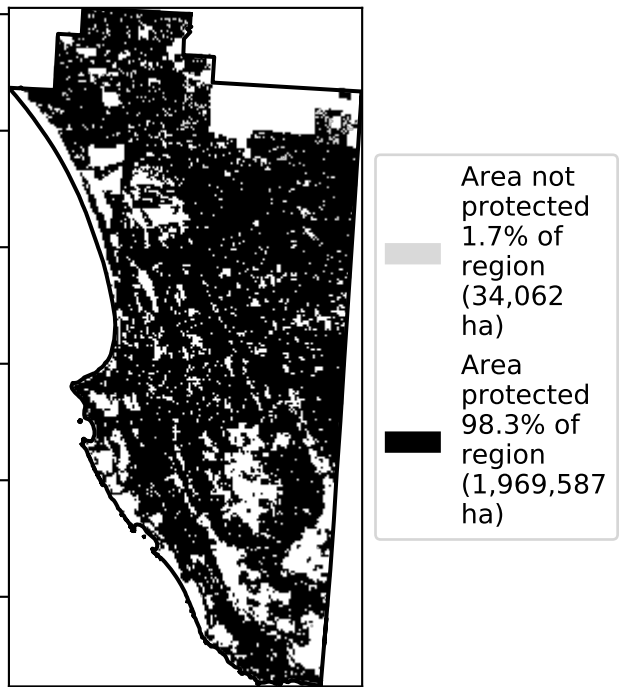 Area not
protected
1.7% of
region
(34,062
ha)
Area
protected
98.3% of
region
(1,969,587
ha)